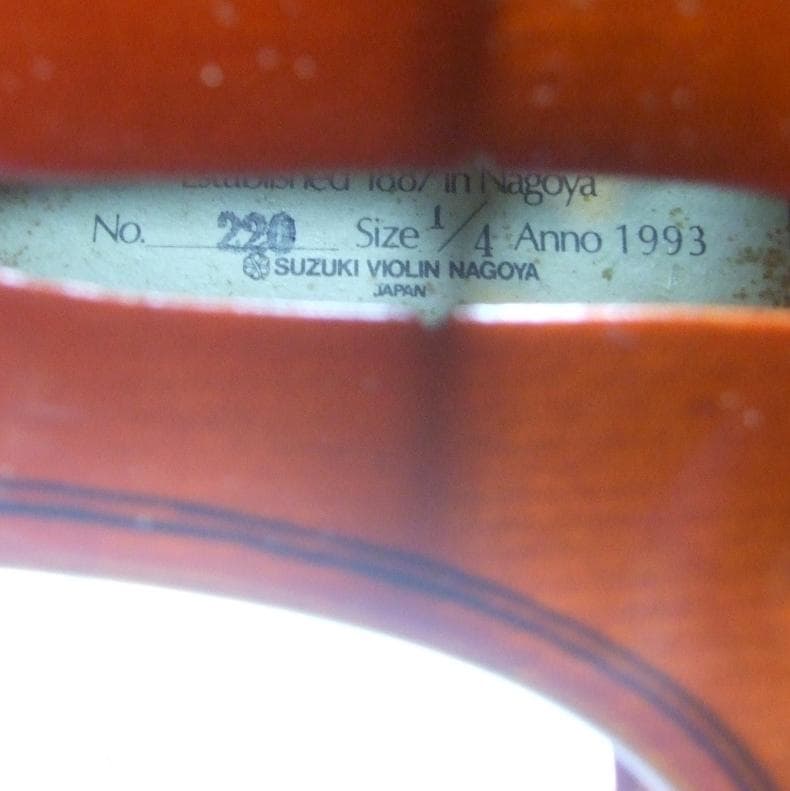 Established 1887 in Nagoya
No. 220 Size 1/4 Anno 1993
SUZUKI VIOLIN NAGOYA
JAPAN